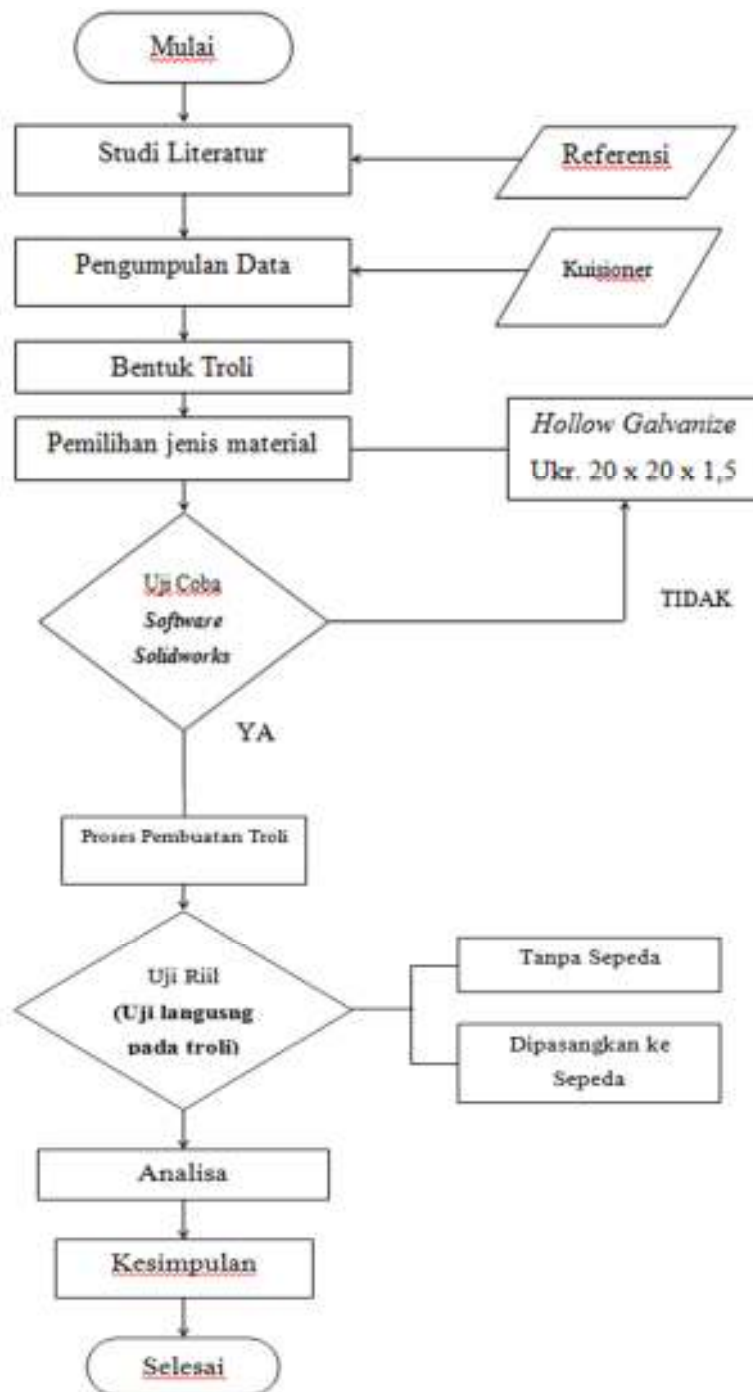 Mulai
Studi Literatur
Referensi
Pengumpulan Data
Kuisioner
Bentuk Troli
Pemilihan jenis material
Hollow Galvanize
Ukr. 20 x 20 x 1,5
Uji Coba
Software
Solidworks
TIDAK
YA
Proses Pembuatan Troli
Uji Riil
(Uji langusng
pada troli)
Tanpa Sepeda
Dipasangkan ke
Sepeda
Analisa
Kesimpulan
Selesai